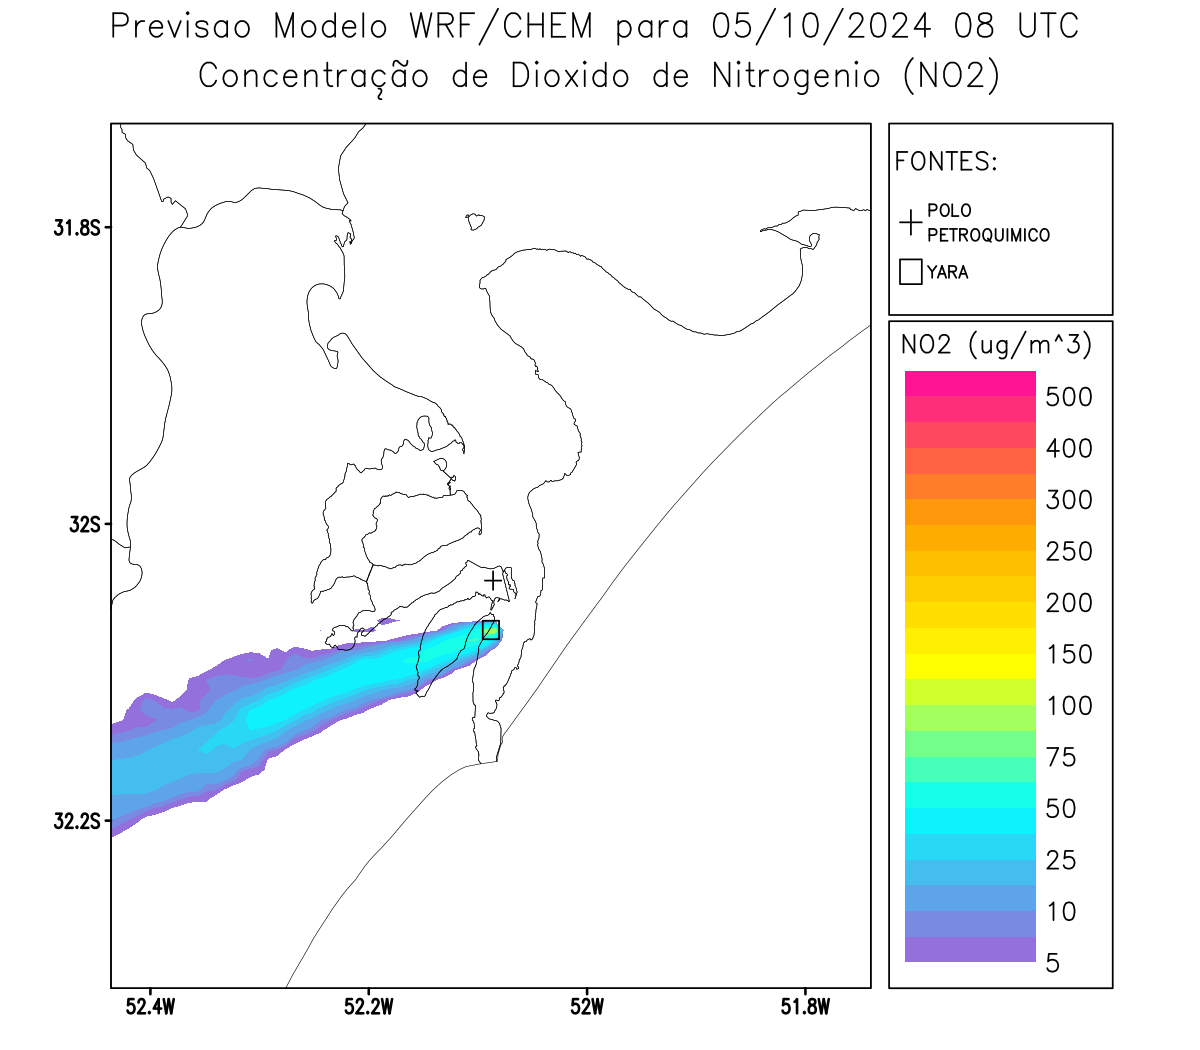 Previsao Modelo WRF/CHEM para 05/10/2024 08 UTC
Concentração de Dioxido de Nitrogenio (NO2)
FONTES:
POLO
PETROQUIMICO
YARA
NO2 (ug/m^3)
500
400
300
250
200
150
100
75
50
25
10
5
31.8S
32S
32.2S
52.4W
52.2W
52W
51.8W